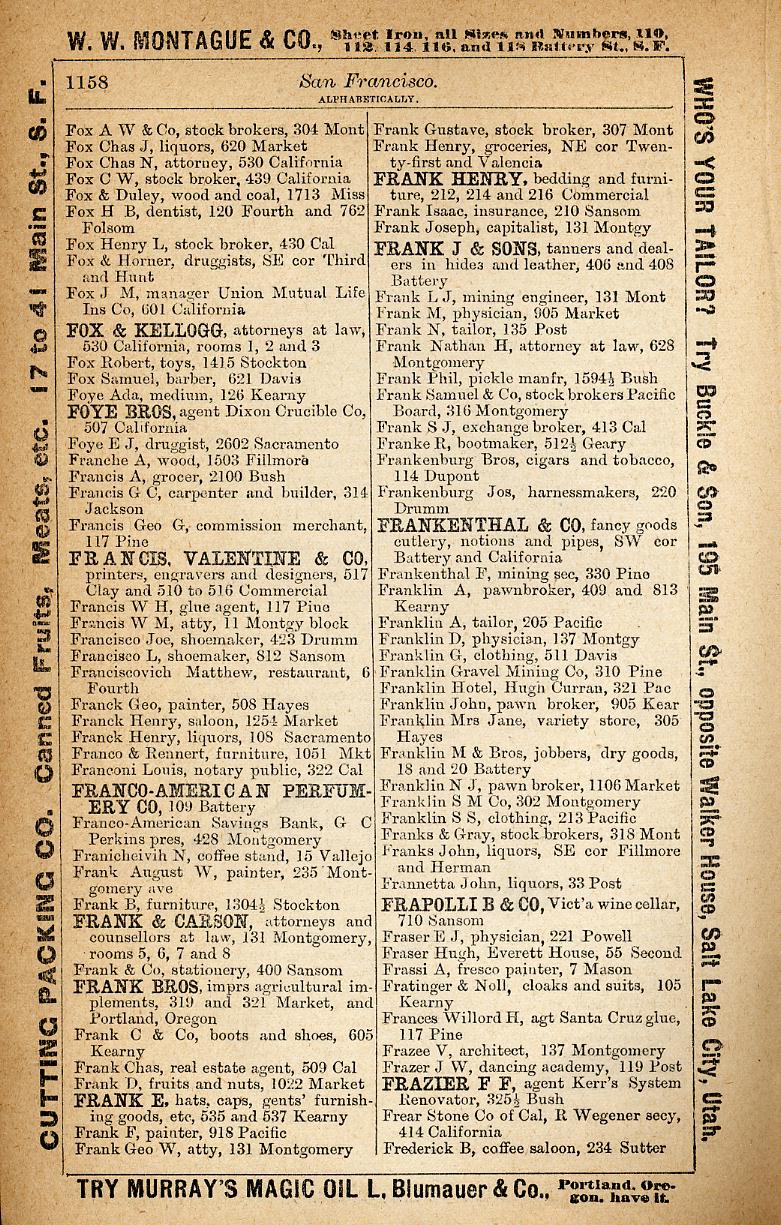 W. W. MONTAGUE & CO., Sheet Iron, all Sizes and Numbers, 110,
112, 114, 116, and 118 Battery St., S. F.
1158
San Francisco.
ALPHABETICALLY.
Fox A W & Co, stock brokers, 304 Mont
Fox Chas J, liquors, 620 Market
Fox Chas N, attorney, 530 California
Fox C W, stock broker, 439 California
Fox & Duley, wood and coal, 1713 Miss
Fox H B, dentist, 120 Fourth and 762
Folsom
Fox Henry L, stock broker, 430 Cal
Fox & Horner, druggists, SE cor Third
and Hunt
Fox J M, manager Union Mutual Life
Ins Co, 601 California
FOX & KELLOGG, attorneys at law,
530 California, rooms 1, 2 and 3
Fox Robert, toys, 1415 Stockton
Fox Samuel, barber, 621 Davis
Foye Ada, medium, 126 Kearny
FOYE BROS, agent Dixon Crucible Co,
507 California
Foye E J, druggist, 2602 Sacramento
Franche A, wood, 1503 Fillmore
Francis A, grocer, 2100 Bush
Francis G C, carpenter and builder, 314
Jackson
Francis Geo G, commission merchant,
117 Pine
FRANCIS, VALENTINE & CO,
printers, engravers and designers, 517
Clay and 510 to 516 Commercial
Francis W H, glue agent, 117 Pine
Francis W M, atty, 11 Montgy block
Francisco Joe, shoemaker, 423 Drumm
Francisco L, shoemaker, 812 Sansom
Franciscovich Matthew, restaurant, 6
Fourth
Franck Geo, painter, 508 Hayes
Franck Henry, saloon, 1254 Market
Franck Henry, liquors, 108 Sacramento
Franco & Rennert, furniture, 1051 Mkt
Franconi Louis, notary public, 322 Cal
FRANCO-AMERICAN PERFUM-
ERY CO, 109 Battery
Franco-American Savings Bank, G C
Perkins pres, 428 Montgomery
Franicheivih N, coffee stand, 15 Vallejo
Frank August W, painter, 235 Mont-
gomery ave
Frank B, furniture, 1304½ Stockton
FRANK & CARSON, attorneys and
counsellors at law, 131 Montgomery,
rooms 5, 6, 7 and 8
Frank & Co, stationery, 400 Sansom
FRANK BROS, imprs agricultural im-
plements, 319 and 321 Market, and
Portland, Oregon
Frank C & Co, boots and shoes, 605
Kearny
Frank Chas, real estate agent, 509 Cal
Frank D, fruits and nuts, 1022 Market
FRANK E, hats, caps, gents' furnish-
ing goods, etc, 535 and 537 Kearny
Frank F, painter, 918 Pacific
Frank Geo W, atty, 131 Montgomery
Frank Gustave, stock broker, 307 Mont
Frank Henry, groceries, NE cor Twen-
ty-first and Valencia
FRANK HENRY, bedding and furni-
ture, 212, 214 and 216 Commercial
Frank Isaac, insurance, 210 Sansom
Frank Joseph, capitalist, 131 Montgy
FRANK J & SONS, tanners and deal-
ers in hides and leather, 406 and 408
Battery
Frank L J, mining engineer, 131 Mont
Frank M, physician, 905 Market
Frank N, tailor, 135 Post
Frank Nathan H, attorney at law, 628
Montgomery
Frank Phil, pickle manfr, 1594½ Bush
Frank Samuel & Co, stock brokers Pacific
Board, 316 Montgomery
Frank S J, exchange broker, 413 Cal
Franke R, bootmaker, 512½ Geary
Frankenburg Bros, cigars and tobacco,
114 Dupont
Frankenburg Jos, harnessmakers, 220
Drumm
FRANKENTHAL & CO, fancy goods
cutlery, notions and pipes, SW cor
Battery and California
Frankenthal F, mining sec, 330 Pine
Franklin A, pawnbroker, 409 and 813
Kearny
Franklin A, tailor, 205 Pacific
Franklin D, physician, 137 Montgy
Franklin G, clothing, 511 Davis
Franklin Gravel Mining Co, 310 Pine
Franklin Hotel, Hugh Curran, 321 Pac
Franklin John, pawn broker, 905 Kear
Franklin Mrs Jane, variety store, 305
Hayes
Franklin M & Bros, jobbers, dry goods,
18 and 20 Battery
Franklin N J, pawn broker, 1106 Market
Franklin S M Co, 302 Montgomery
Franklin S S, clothing, 213 Pacific
Franks & Gray, stock brokers, 318 Mont
Franks John, liquors, SE cor Fillmore
and Herman
Frannetta John, liquors, 33 Post
FRAPOLLI B & CO, Vict'a wine cellar,
710 Sansom
Fraser E J, physician, 221 Powell
Fraser Hugh, Everett House, 55 Second
Frassi A, fresco painter, 7 Mason
Fratinger & Noll, cloaks and suits, 105
Kearny
Frances Willord H, agt Santa Cruz glue,
117 Pine
Frazee V, architect, 137 Montgomery
Frazer J W, dancing academy, 119 Post
FRAZIER F F, agent Kerr's System
Renovator, 325½ Bush
Frear Stone Co of Cal, R Wegener secy,
414 California
Frederick B, coffee saloon, 234 Sutter
CUTTING PACKING CO. Canned Fruits, Meats, etc. 17 to 41 Main St., S. F.
WHO'S YOUR TAILOR? Try Buckle & Son, 195 Main St., opposite Walker House, Salt Lake City, Utah.
TRY MURRAY'S MAGIC OIL L. Blumauer & Co., Portland, Ore-
gon, have it.